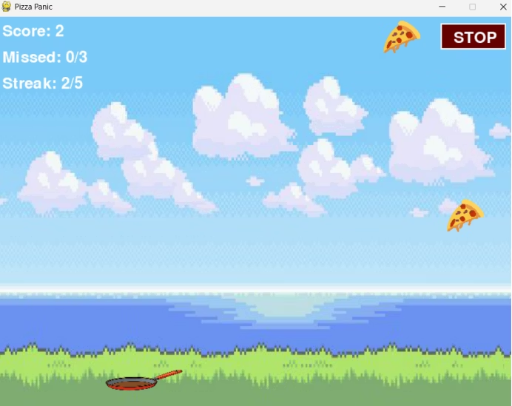 Pizza Panic
Score: 2
STOP
Missed: 0/3
Streak: 2/5